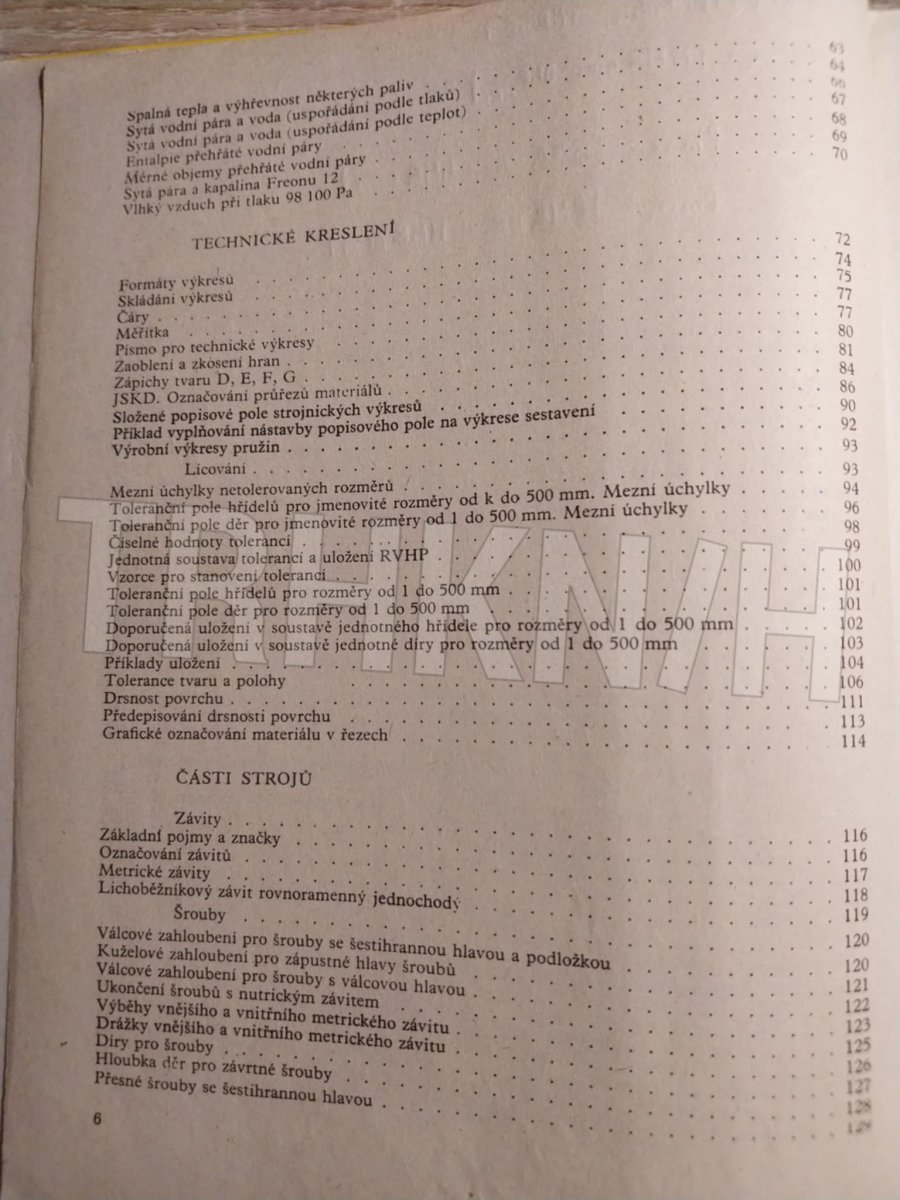 Spalná tepla a výhřevnost některých paliv . . . 63
Sytá vodní pára a voda (uspořádání podle tlaků) . . . 64
Sytá vodní pára a voda (uspořádání podle teplot) . . . 66
Entalpie přehřáté vodní páry . . . 67
Měrné objemy přehřáté vodní páry . . . 68
Sytá pára a kapalina Freonu 12 . . . 69
Vlhký vzduch při tlaku 98 100 Pa . . . 70
TECHNICKÉ KRESLENÍ
Formáty výkresů . . . 72
Skládání výkresů . . . 74
Čáry . . . 75
Měřítka . . . 77
Písmo pro technické výkresy . . . 77
Zaoblení a zkosení hran . . . 80
Zápichy tvaru D, E, F, G . . . 81
JSKD. Označování průřezů materiálů . . . 84
Složené popisové pole strojnických výkresů . . . 86
Příklad vyplňování nástavby popisového pole na výkrese sestavení . . . 90
Výrobní výkresy pružin . . . 92
Lícování . . . 93
Mezní úchylky netolerovaných rozměrů . . . 93
Toleranční pole hřídelů pro jmenovité rozměry od k do 500 mm. Mezní úchylky . . . 94
Toleranční pole děr pro jmenovité rozměry od 1 do 500 mm. Mezní úchylky . . . 96
Číselné hodnoty tolerancí . . . 98
Jednotná soustava tolerancí a uložení RVHP . . . 99
Vzorce pro stanovení tolerancí . . . 100
Toleranční pole hřídelů pro rozměry od 1 do 500 mm . . . 101
Toleranční pole děr pro rozměry od 1 do 500 mm . . . 101
Doporučená uložení v soustavě jednotného hřídele pro rozměry od 1 do 500 mm . . . 102
Doporučená uložení v soustavě jednotné díry pro rozměry od 1 do 500 mm . . . 103
Příklady uložení . . . 104
Tolerance tvaru a polohy . . . 106
Drsnost povrchu . . . 111
Předepisování drsnosti povrchu . . . 113
Grafické označování materiálu v řezech . . . 114
ČÁSTI STROJŮ
Závity . . . 116
Základní pojmy a značky . . . 116
Označování závitů . . . 117
Metrické závity . . . 118
Lichoběžníkový závit rovnoramenný jednochodý . . . 119
Šrouby . . . 120
Válcové zahloubení pro šrouby se šestihrannou hlavou a podložkou . . . 120
Kuželové zahloubení pro zápustné hlavy šroubů . . . 121
Válcové zahloubení pro šrouby s válcovou hlavou . . . 122
Ukončení šroubů s nutrickým závitem . . . 123
Výběhy vnějšího a vnitřního metrického závitu . . . 125
Drážky vnějšího a vnitřního metrického závitu . . . 126
Díry pro šrouby . . . 127
Hloubka děr pro závrtné šrouby . . . 128
Přesné šrouby se šestihrannou hlavou . . .
6